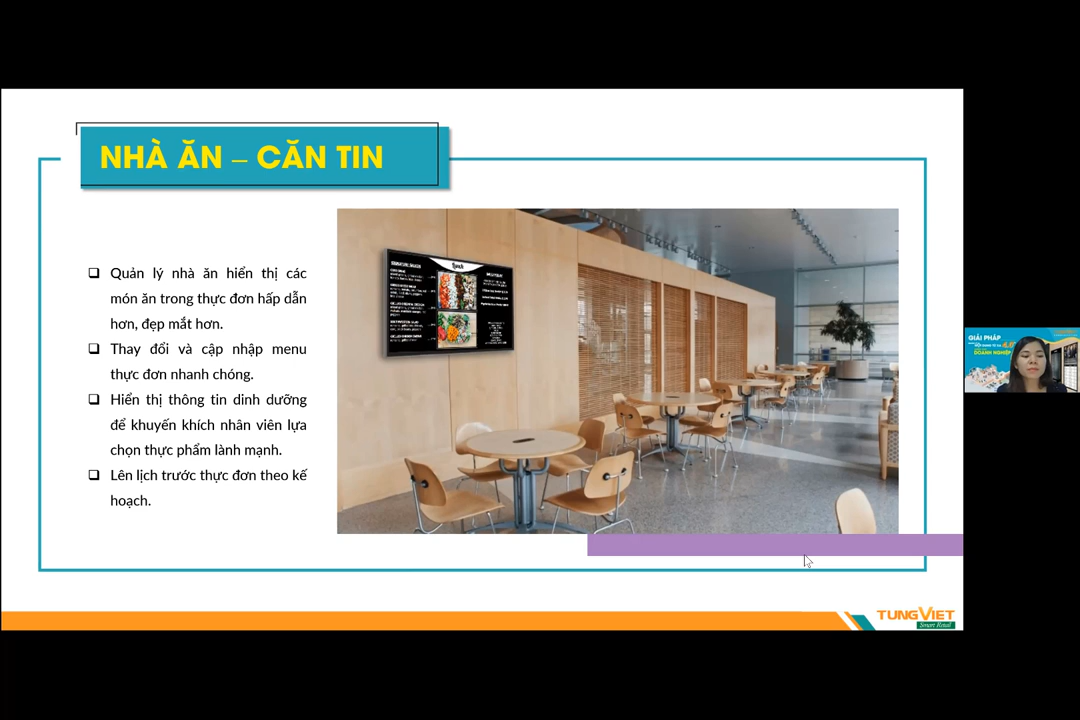 NHÀ ĂN – CĂN TIN
❑ Quản lý nhà ăn hiển thị các
món ăn trong thực đơn hấp dẫn
hơn, đẹp mắt hơn.
❑ Thay đổi và cập nhập menu
thực đơn nhanh chóng.
❑ Hiển thị thông tin dinh dưỡng
để khuyến khích nhân viên lựa
chọn thực phẩm lành mạnh.
❑ Lên lịch trước thực đơn theo kế
hoạch.
Lunch
GIẢI PHÁP
DOANH NGHIỆP
TUNGVIET
Smart Retail